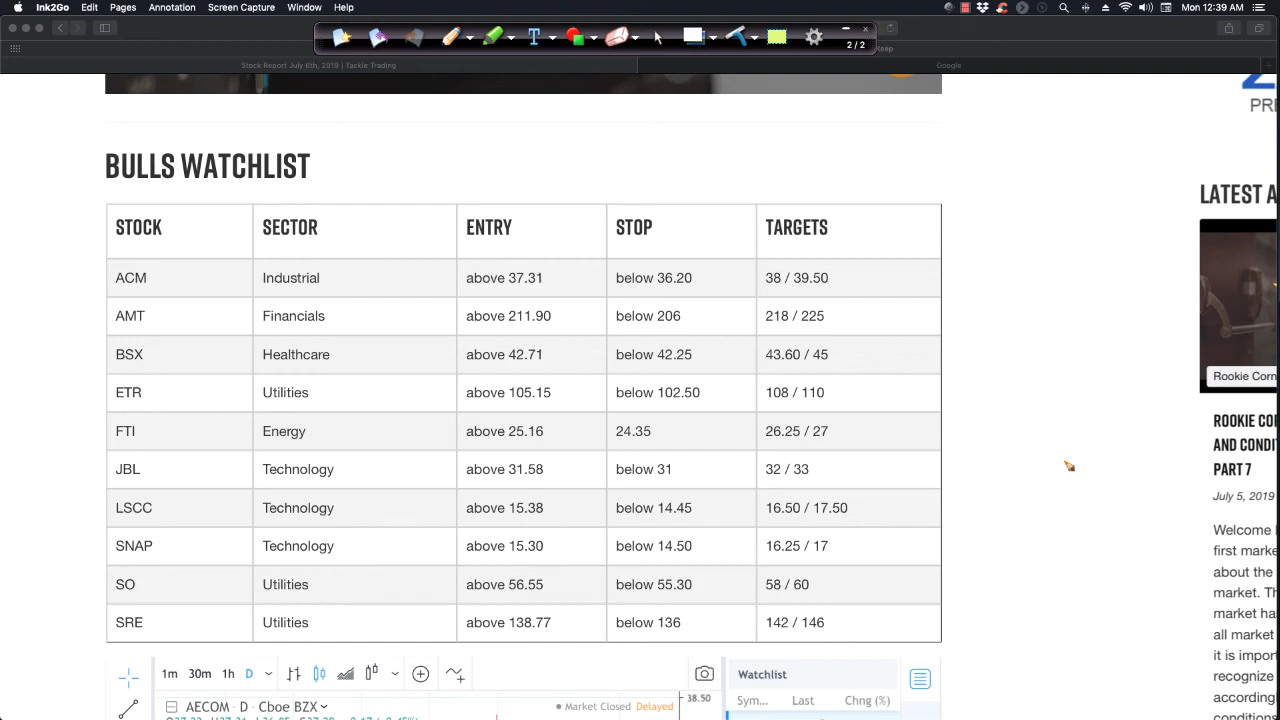 Ink2Go Edit Pages Annotation Screen Capture Window Help
Mon 12:39 AM
2 / 2
Keep
Stock Report July 6th, 2019 | Tackle Trading
Google
PRE
BULLS WATCHLIST
LATEST A
STOCK SECTOR ENTRY STOP TARGETS
ACM Industrial above 37.31 below 36.20 38 / 39.50
AMT Financials above 211.90 below 206 218 / 225
BSX Healthcare above 42.71 below 42.25 43.60 / 45
ETR Utilities above 105.15 below 102.50 108 / 110
FTI Energy above 25.16 24.35 26.25 / 27
JBL Technology above 31.58 below 31 32 / 33
LSCC Technology above 15.38 below 14.45 16.50 / 17.50
SNAP Technology above 15.30 below 14.50 16.25 / 17
SO Utilities above 56.55 below 55.30 58 / 60
SRE Utilities above 138.77 below 136 142 / 146
Rookie Corn
ROOKIE CO
AND CONDI
PART 7
July 5, 2019
Welcome
first marke
about the
market. Th
market ha
all market
it is impor
recognize
according
condition
1m 30m 1h D
Watchlist
Sym... Last Chng (%)
AECOM · D · Cboe BZX
Market Closed Delayed
38.50